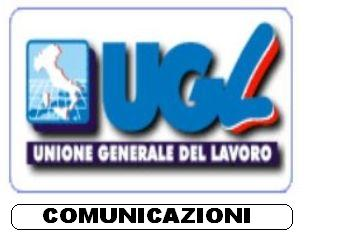 UGL
UNIONE GENERALE DEL LAVORO
COMUNICAZIONI